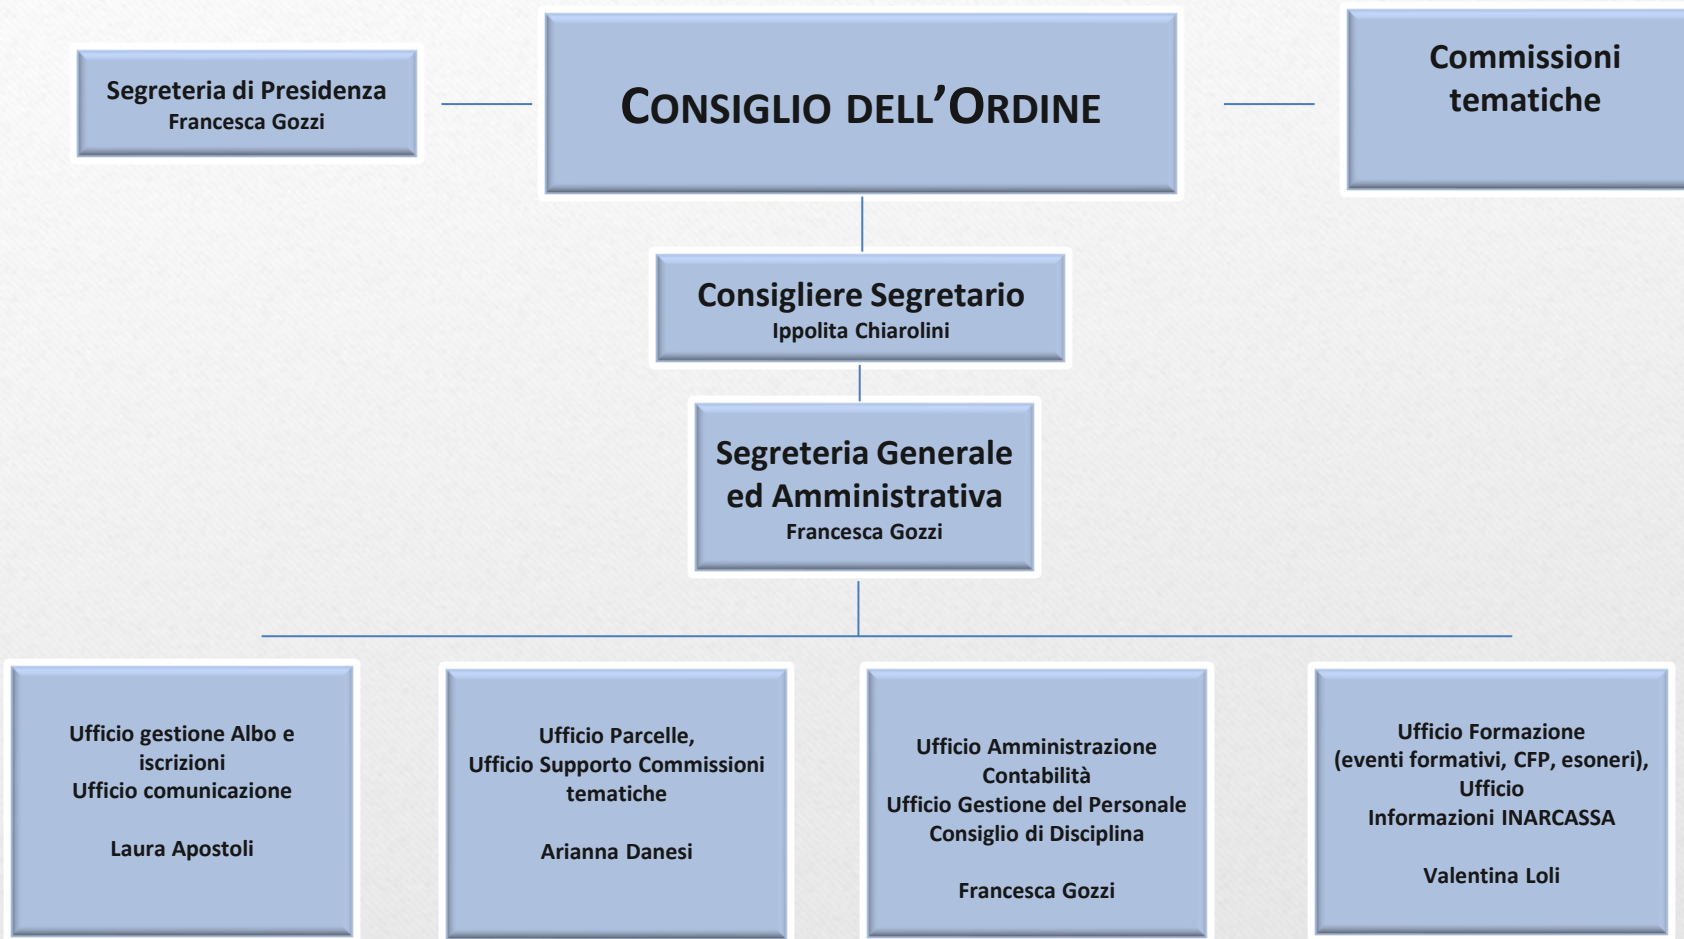 Segreteria di Presidenza
Francesca Gozzi
CONSIGLIO DELL'ORDINE
Commissioni
tematiche
Consigliere Segretario
Ippolita Chiarolini
Segreteria Generale
ed Amministrativa
Francesca Gozzi
Ufficio gestione Albo e
iscrizioni
Ufficio comunicazione
Laura Apostoli
Ufficio Parcelle,
Ufficio Supporto Commissioni
tematiche
Arianna Danesi
Ufficio Amministrazione
Contabilità
Ufficio Gestione del Personale
Consiglio di Disciplina
Francesca Gozzi
Ufficio Formazione
(eventi formativi, CFP, esoneri),
Ufficio
Informazioni INARCASSA
Valentina Loli